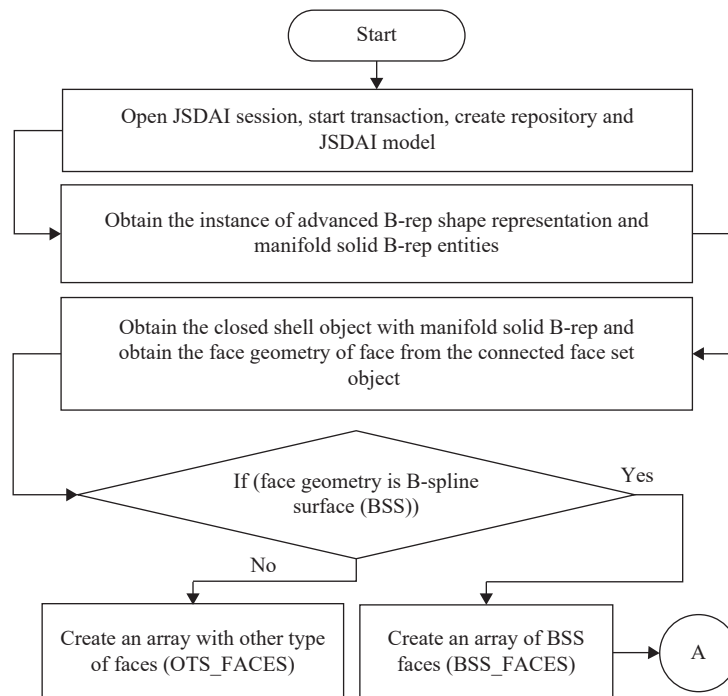 Start
Open JSDAI session, start transaction, create repository and
JSDAI model
Obtain the instance of advanced B-rep shape representation and
manifold solid B-rep entities
Obtain the closed shell object with manifold solid B-rep and
obtain the face geometry of face from the connected face set
object
If (face geometry is B-spline
surface (BSS))
Yes
No
Create an array with other type
of faces (OTS_FACES)
Create an array of BSS
faces (BSS_FACES)
A